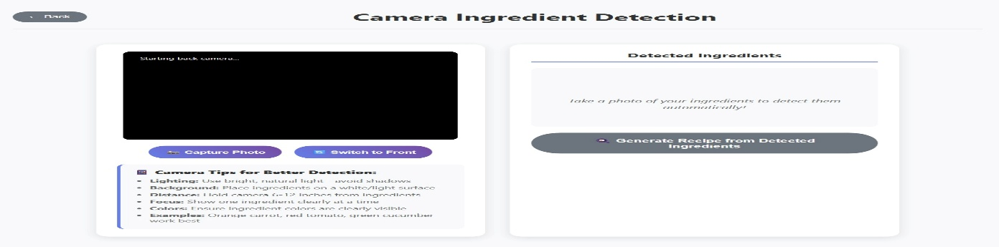 Back
Camera Ingredient Detection
Starting back camera...
Capture Photo
Switch to Front
Camera Tips for Better Detection:
Lighting: Use bright, natural light - avoid shadows
Background: Place ingredients on a white/light surface
Distance: Hold camera 6-12 inches from ingredients
Focus: Show one ingredient clearly at a time
Colors: Ensure ingredient colors are clearly visible
Examples: Orange carrot, red tomato, green cucumber
work best
Detected Ingredients
Take a photo of your ingredients to detect them
automatically!
Generate Recipe from Detected
Ingredients